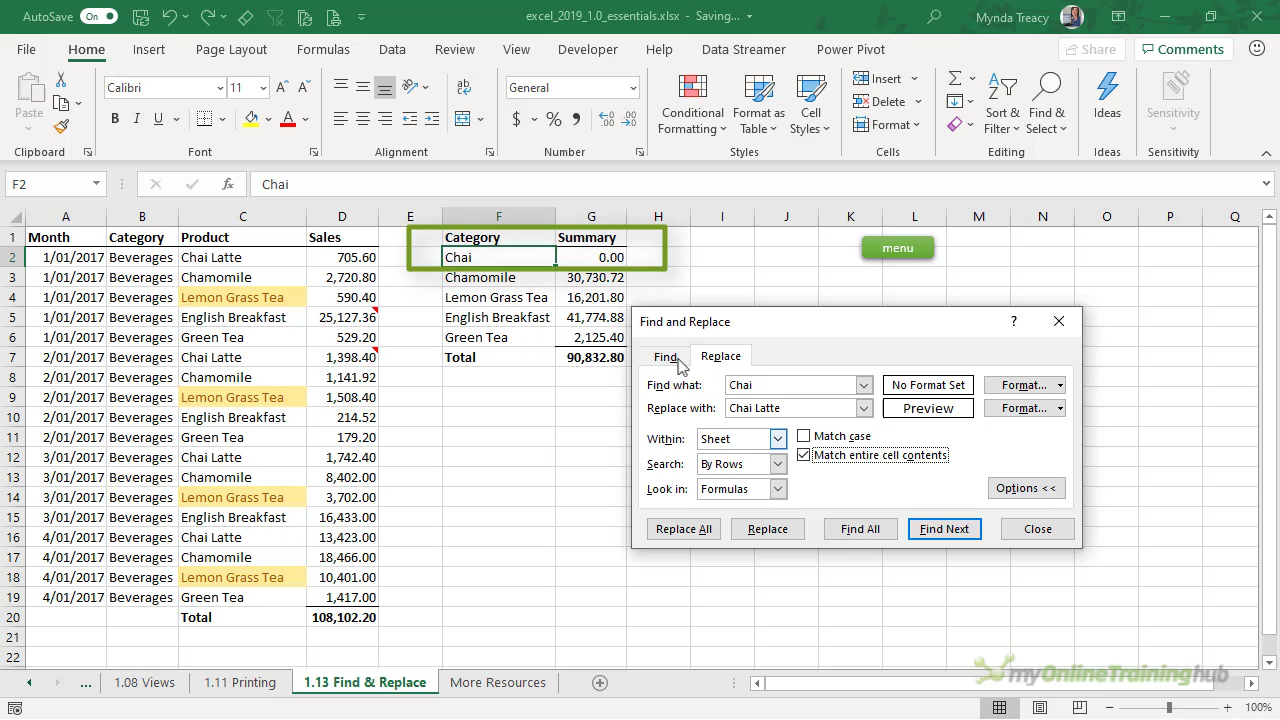 AutoSave On excel_2019_1.0_essentials.xlsx - Saving... Mynda Treacy
File Home Insert Page Layout Formulas Data Review View Developer Help Data Streamer Power Pivot Share Comments
Paste Calibri 11 General Conditional Formatting Format as Table Cell Styles Insert Delete Format Sort & Filter Find & Select Ideas Sensitivity
Clipboard Font Alignment Number Styles Cells Editing Ideas Sensitivity
F2 fx Chai
A B C D E F G H I J K L M N O P Q
1 Month Category Product Sales Category Summary
2 1/01/2017 Beverages Chai Latte 705.60 Chai 0.00 menu
3 1/01/2017 Beverages Chamomile 2,720.80 Chamomile 30,730.72
4 1/01/2017 Beverages Lemon Grass Tea 590.40 Lemon Grass Tea 16,201.80
5 1/01/2017 Beverages English Breakfast 25,127.36 English Breakfast 41,774.88
6 1/01/2017 Beverages Green Tea 529.20 Green Tea 2,125.40
7 2/01/2017 Beverages Chai Latte 1,398.40 Total 90,832.80
8 2/01/2017 Beverages Chamomile 1,141.92
9 2/01/2017 Beverages Lemon Grass Tea 1,508.40
10 2/01/2017 Beverages English Breakfast 214.52
11 2/01/2017 Beverages Green Tea 179.20
12 3/01/2017 Beverages Chai Latte 1,742.40
13 3/01/2017 Beverages Chamomile 8,402.00
14 3/01/2017 Beverages Lemon Grass Tea 3,702.00
15 3/01/2017 Beverages English Breakfast 16,433.00
16 4/01/2017 Beverages Chai Latte 13,423.00
17 4/01/2017 Beverages Chamomile 18,466.00
18 4/01/2017 Beverages Lemon Grass Tea 10,401.00
19 4/01/2017 Beverages Green Tea 1,417.00
20 Total 108,102.20
21
22
Find and Replace ? ×
Find Replace
Find what: Chai No Format Set Format...
Replace with: Chai Latte Preview Format...
Within: Sheet Match case
Match entire cell contents
Search: By Rows
Look in: Formulas Options <<
Replace All Replace Find All Find Next Close
... 1.08 Views 1.11 Printing 1.13 Find & Replace More Resources
myOnlineTraininghub
100%